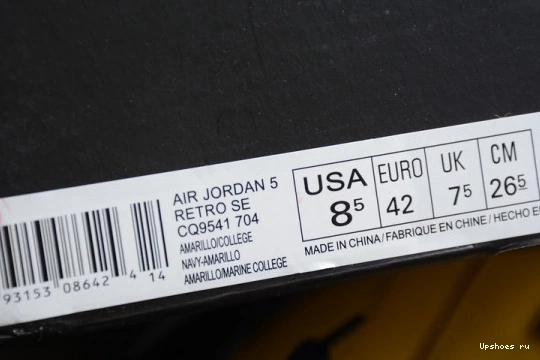 AIR JORDAN 5
RETRO SE
CQ9541 704
AMARILLO/COLLEGE
NAVY-AMARILLO
AMARILLO/MARINE COLLEGE
93153 08642 4 14
USA EURO UK CM
8⁵ 42 7⁵ 26⁵
MADE IN CHINA/FABRIQUE EN CHINE/HECHO
Upshoes ru